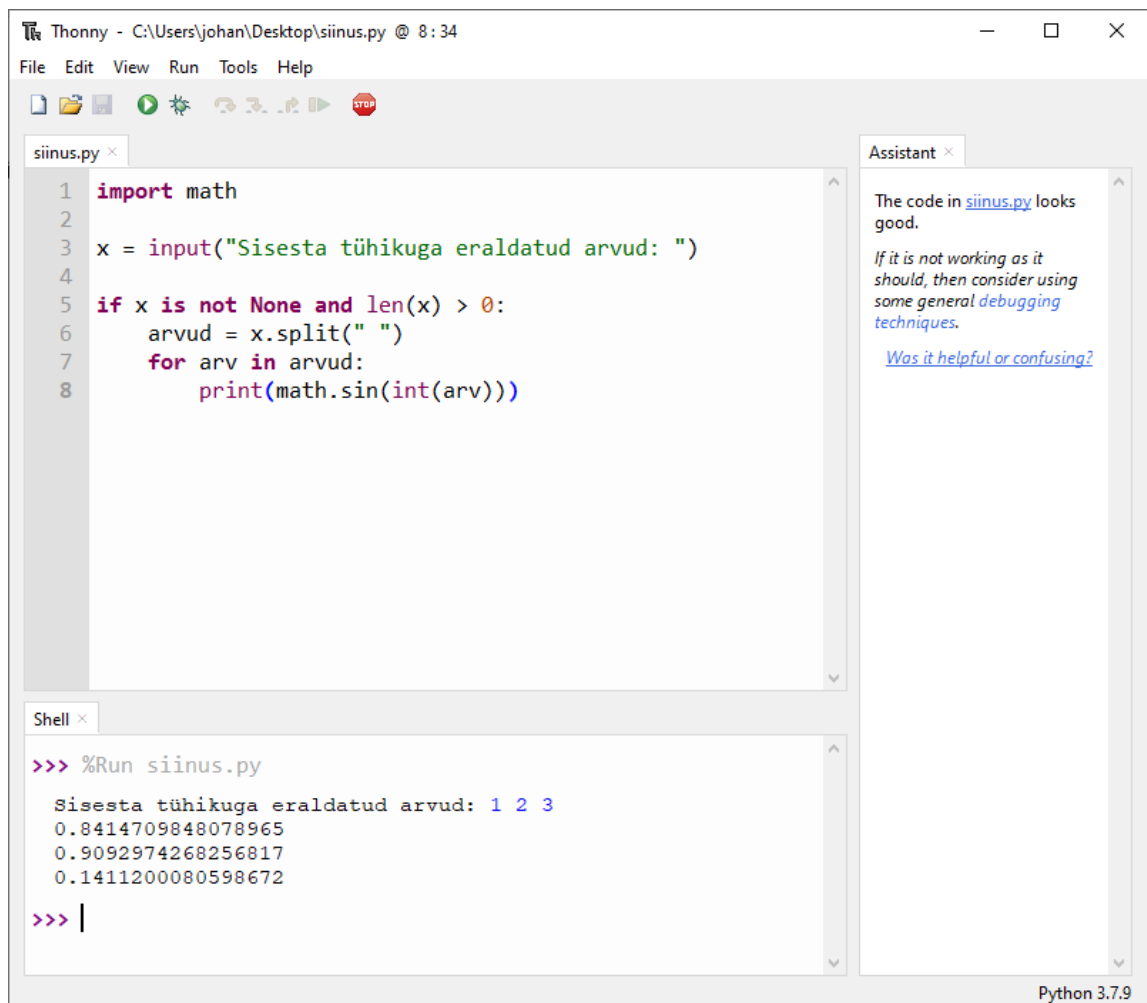 Thonny - C:\Users\johan\Desktop\siinus.py @ 8:34
File Edit View Run Tools Help
STOP
siinus.py
1 import math
2
3 x = input("Sisesta tühikuga eraldatud arvud: ")
4
5 if x is not None and len(x) > 0:
6     arvud = x.split(" ")
7     for arv in arvud:
8         print(math.sin(int(arv)))
Assistant
The code in siinus.py looks
good.
If it is not working as it
should, then consider using
some general debugging
techniques.
Was it helpful or confusing?
Shell
>>> %Run siinus.py
Sisesta tühikuga eraldatud arvud: 1 2 3
0.8414709848078965
0.9092974268256817
0.1411200080598672
>>>
Python 3.7.9